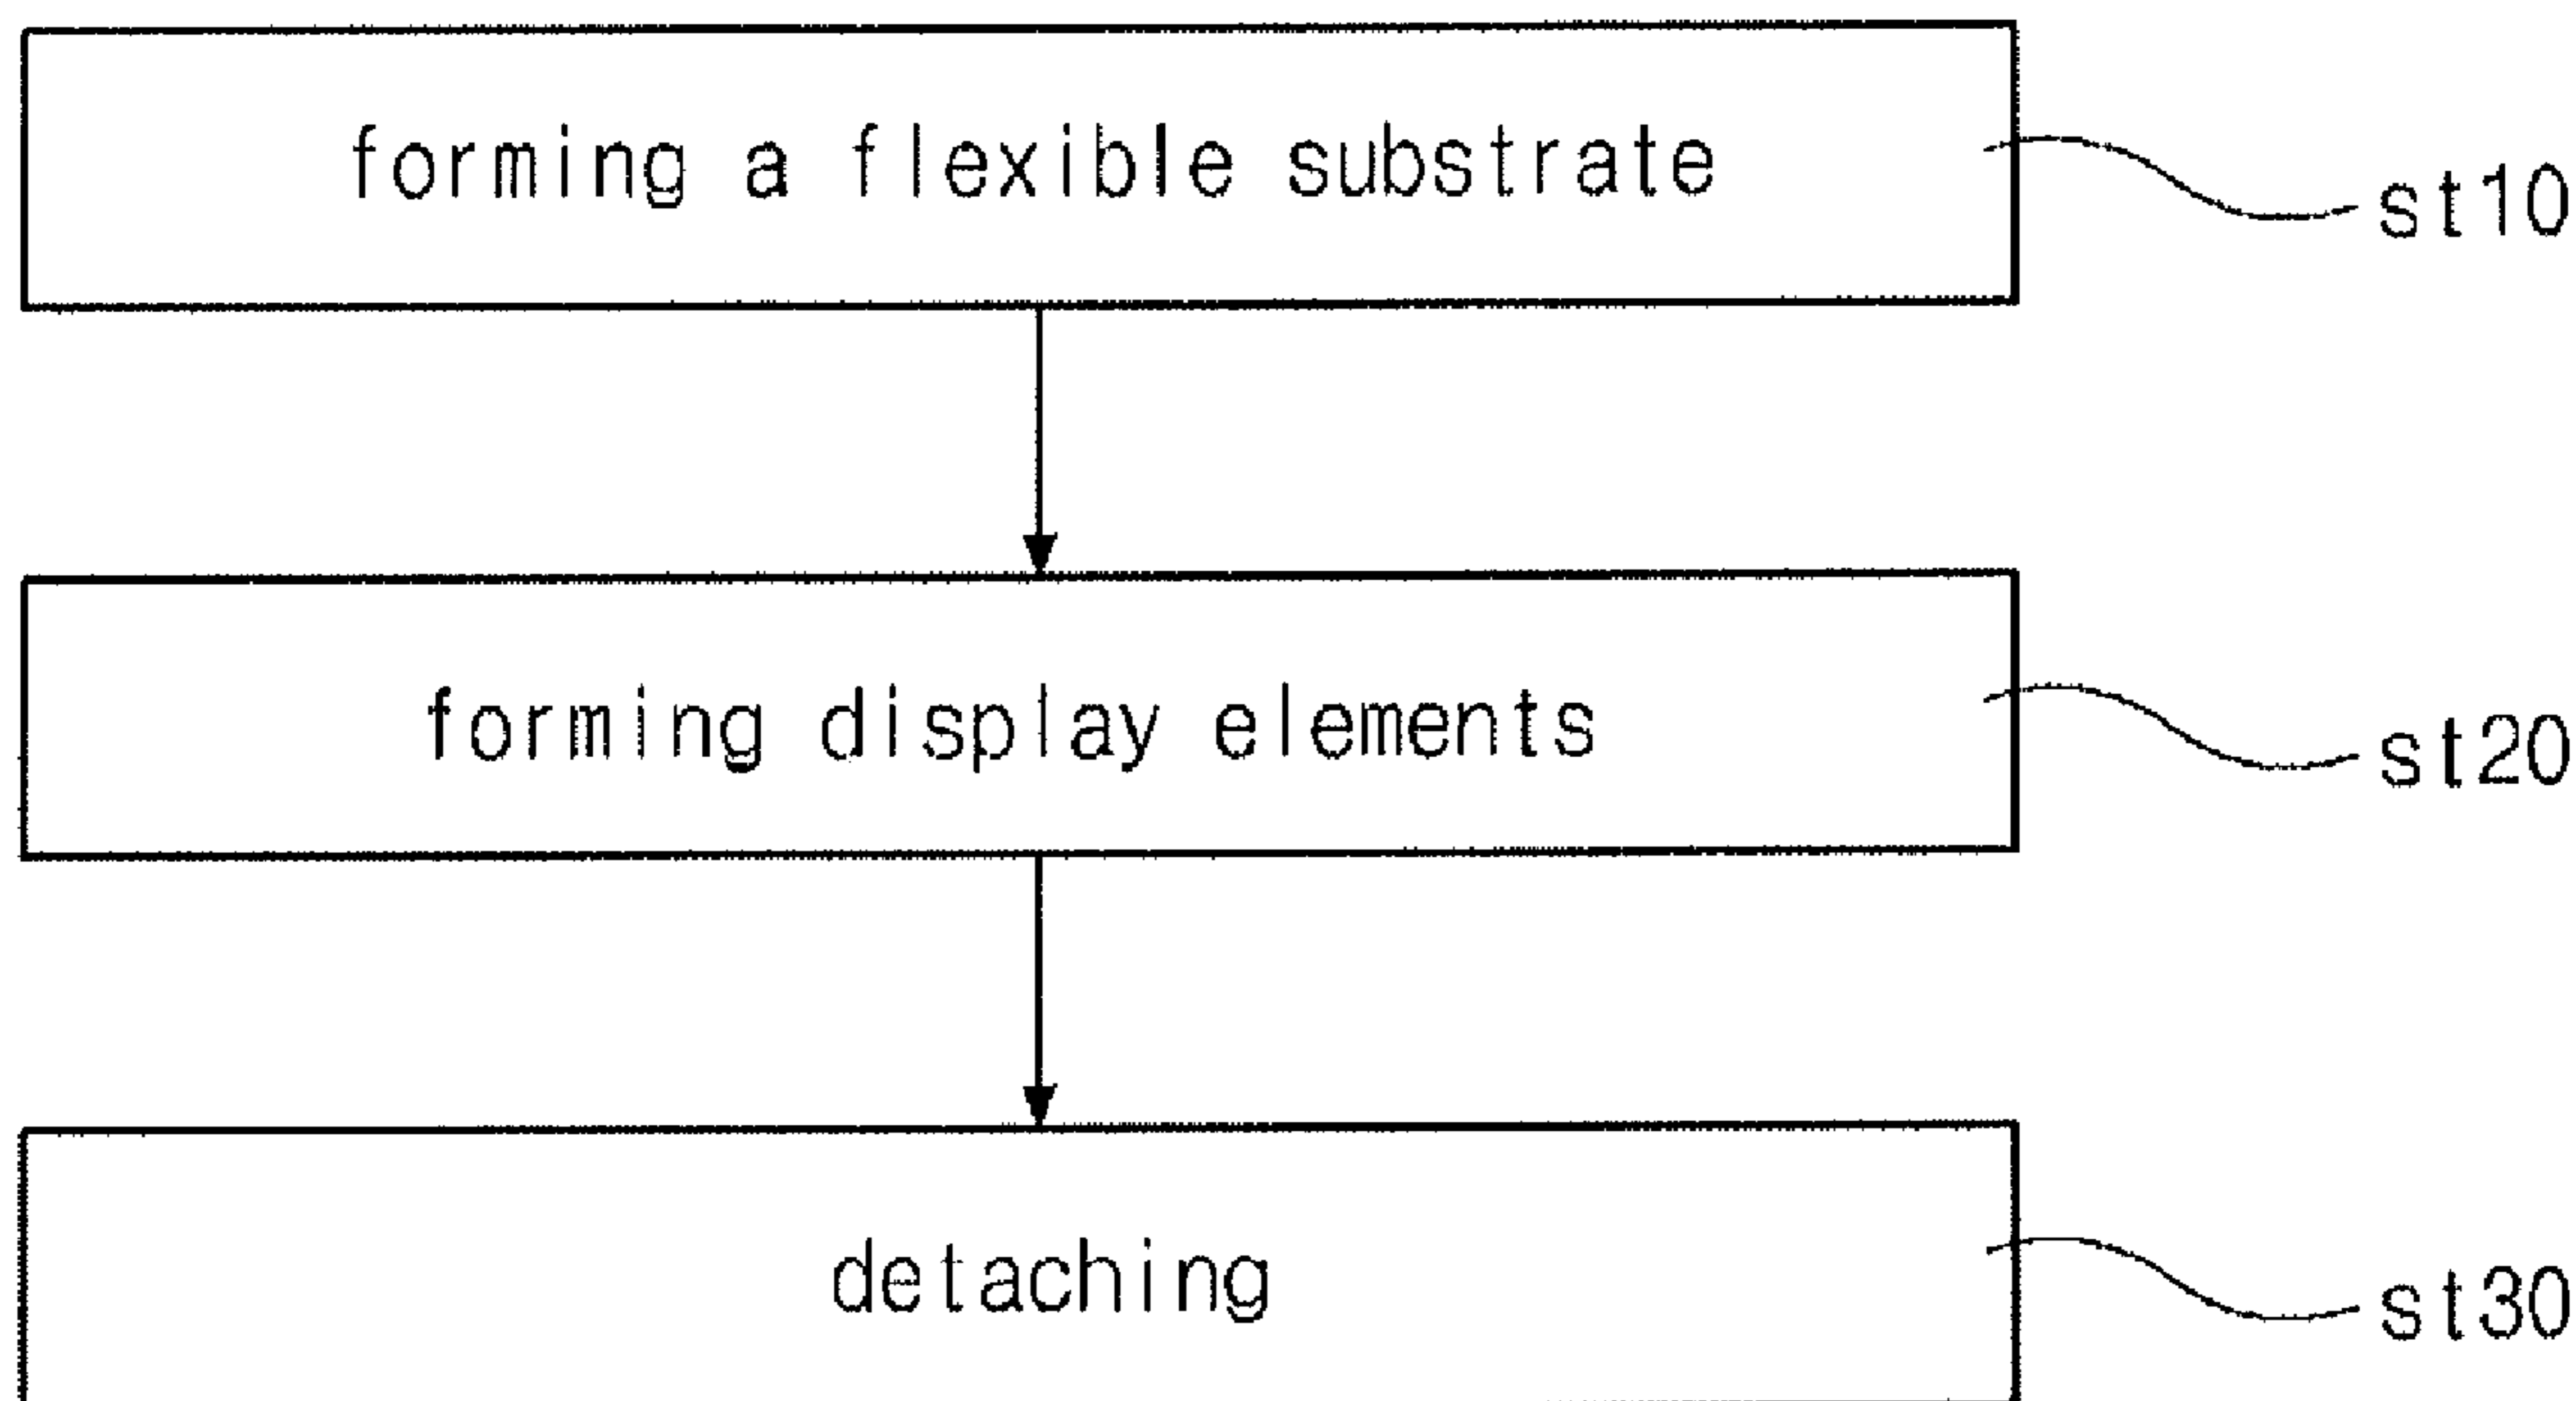 forming a flexible substrate
st10
forming display elements
st20
detaching
st30